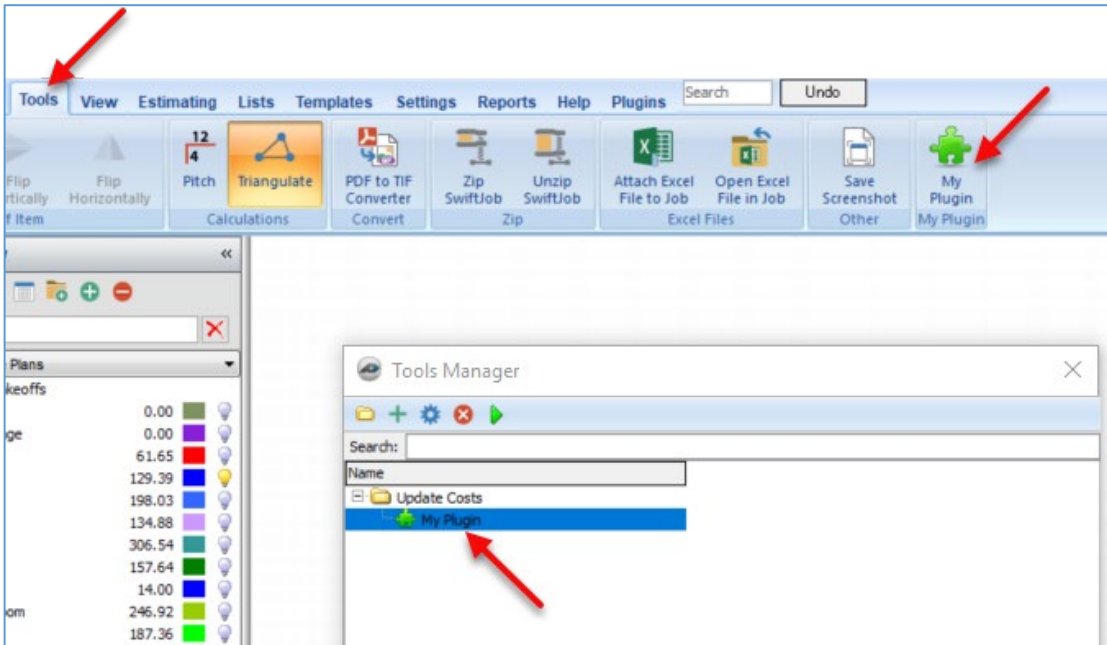 Tools View Estimating Lists Templates Settings Reports Help Plugins Search Undo
12
4
Flip Flip Pitch Triangulate PDF to TIF Zip Unzip Attach Excel Open Excel Save My
rtically Horizontally Converter SwiftJob SwiftJob File to Job File in Job Screenshot Plugin
f Item Calculations Convert Zip Excel Files Other My Plugin
«
Plans
keoffs
0.00
ge 0.00
61.65
129.39
198.03
134.88
306.54
157.64
14.00
om 246.92
187.36
Tools Manager
Search:
Name
Update Costs
My Plugin